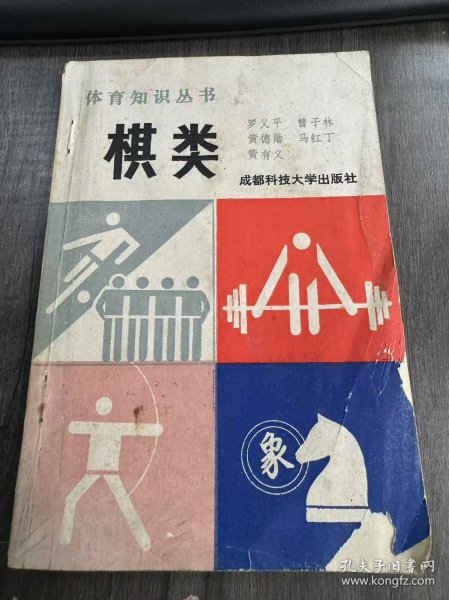 体育知识丛书
棋类
罗义平 曾子林
黄德勋 马红丁
黄有义
成都科技大学出版社
象
孔夫子旧书网
www.kongfz.com